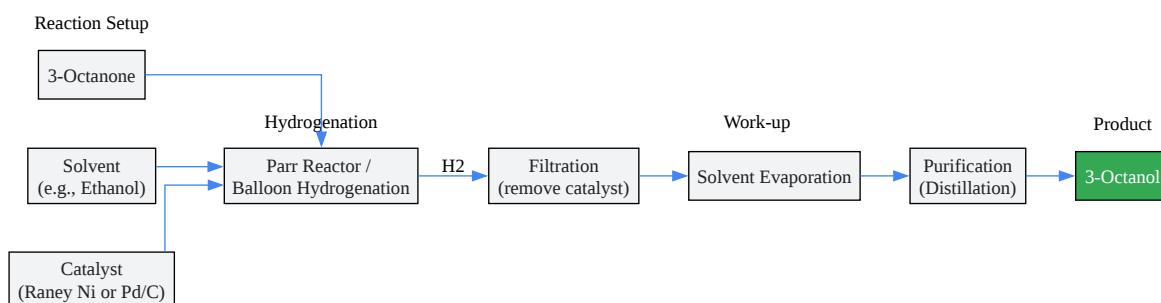 Reaction Setup
3-Octanone
Hydrogenation
Work-up
Product
Solvent
(e.g., Ethanol)
Parr Reactor /
Balloon Hydrogenation
H2
Filtration
(remove catalyst)
Solvent Evaporation
Purification
(Distillation)
3-Octanol
Catalyst
(Raney Ni or Pd/C)